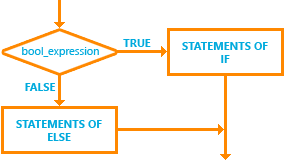 bool_expression
TRUE
STATEMENTS OF
IF
FALSE
STATEMENTS OF
ELSE